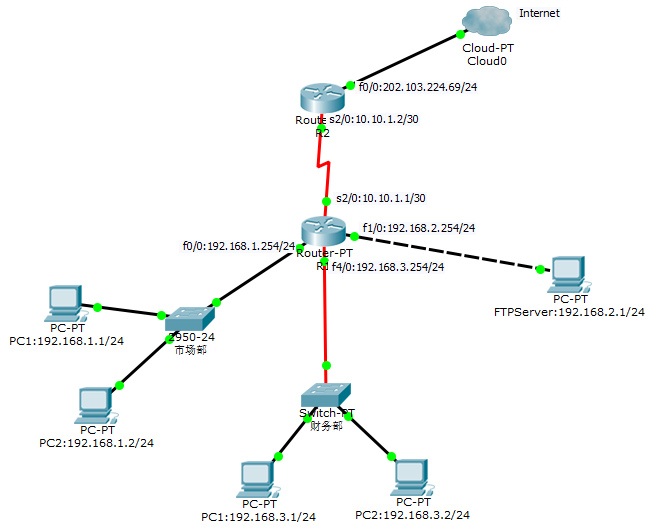 Internet
Cloud-PT
Cloud0
f0/0:202.103.224.69/24
s2/0:10.10.1.2/30
R2
s2/0:10.10.1.1/30
f1/0:192.168.2.254/24
f0/0:192.168.1.254/24
Router-PT
f4/0:192.168.3.254/24
PC-PT
FTPServer:192.168.2.1/24
PC-PT
PC1:192.168.1.1/24
2950-24
市场部
PC-PT
PC2:192.168.1.2/24
Switch-PT
财务部
PC-PT
PC1:192.168.3.1/24
PC-PT
PC2:192.168.3.2/24